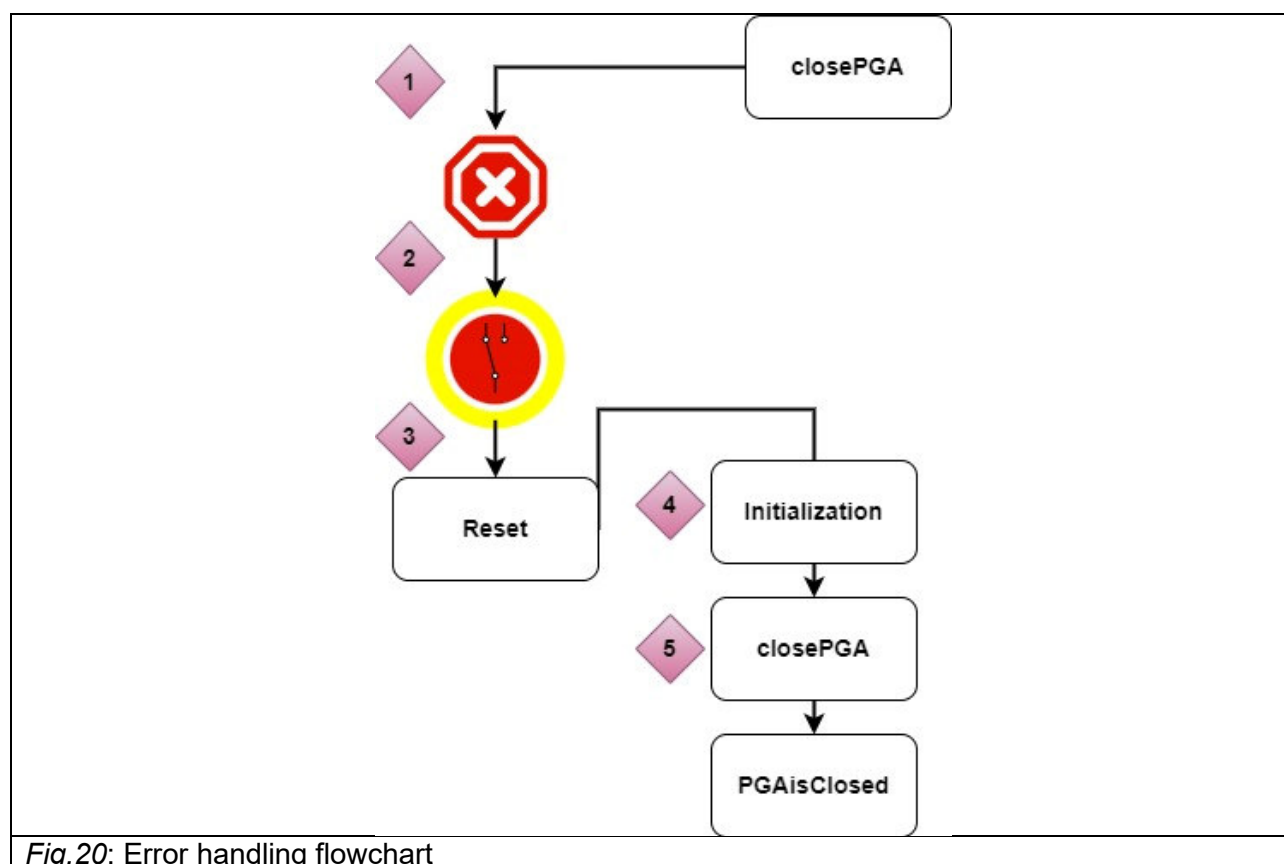 closePGA
1
2
3
Reset
4
Initialization
5
closePGA
PGAisClosed
Fig.20: Error handling flowchart